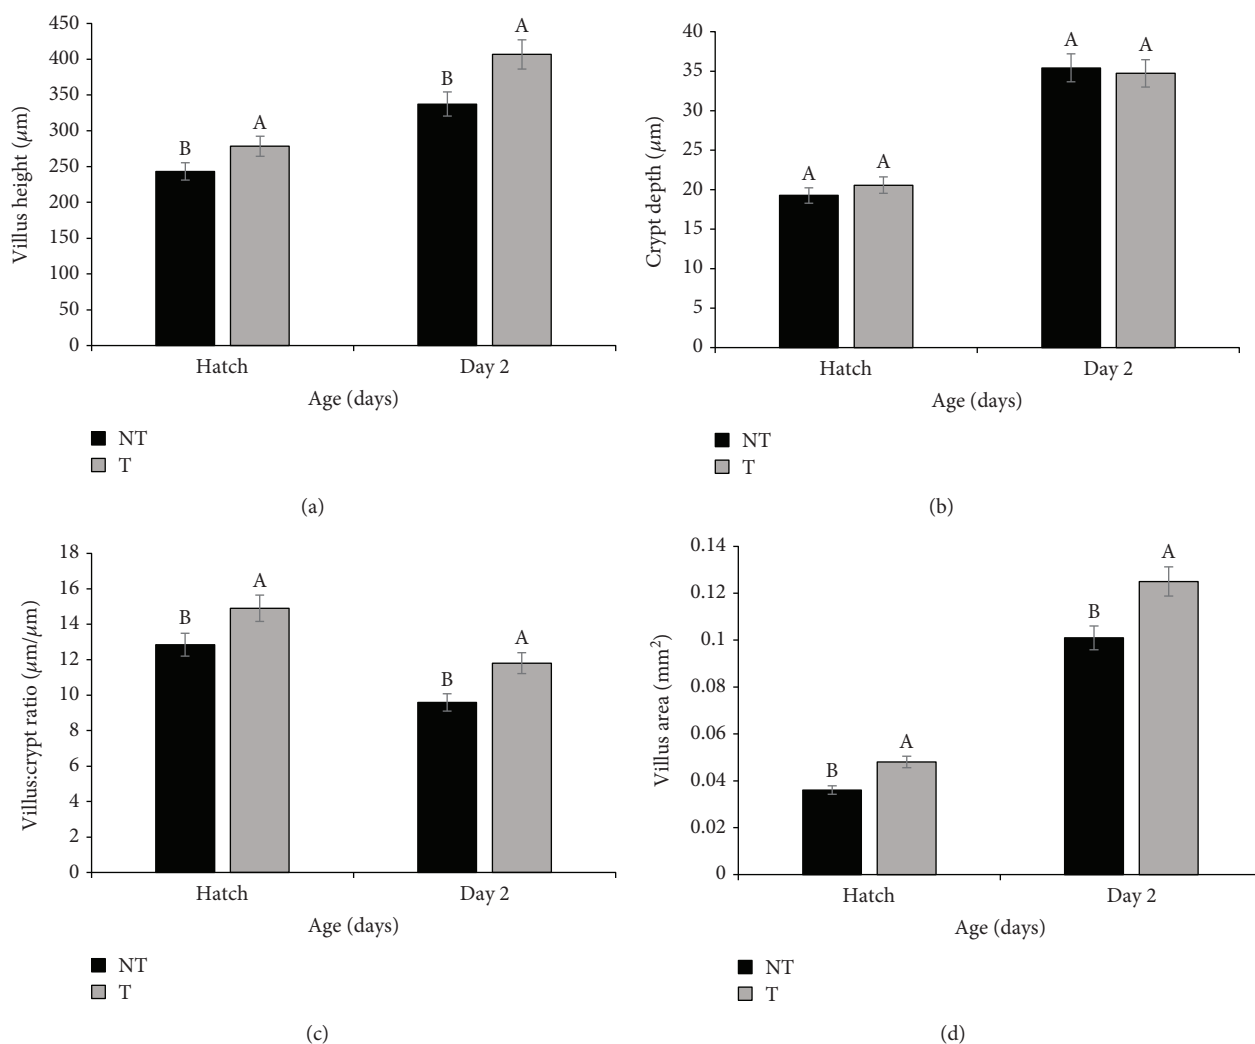 Villus height (μm)
450
400
350
300
250
200
150
100
50
0
B
A
B
A
Hatch
Day 2
Age (days)
NT
T
(a)
Crypt depth (μm)
40
35
30
25
20
15
10
5
0
A
A
A
A
Hatch
Day 2
Age (days)
NT
T
(b)
Villus:crypt ratio (μm/μm)
18
16
14
12
10
8
6
4
2
0
B
A
B
A
Hatch
Day 2
Age (days)
NT
T
(c)
Villus area (mm²)
0.14
0.12
0.1
0.08
0.06
0.04
0.02
0
B
A
B
A
Hatch
Day 2
Age (days)
NT
T
(d)